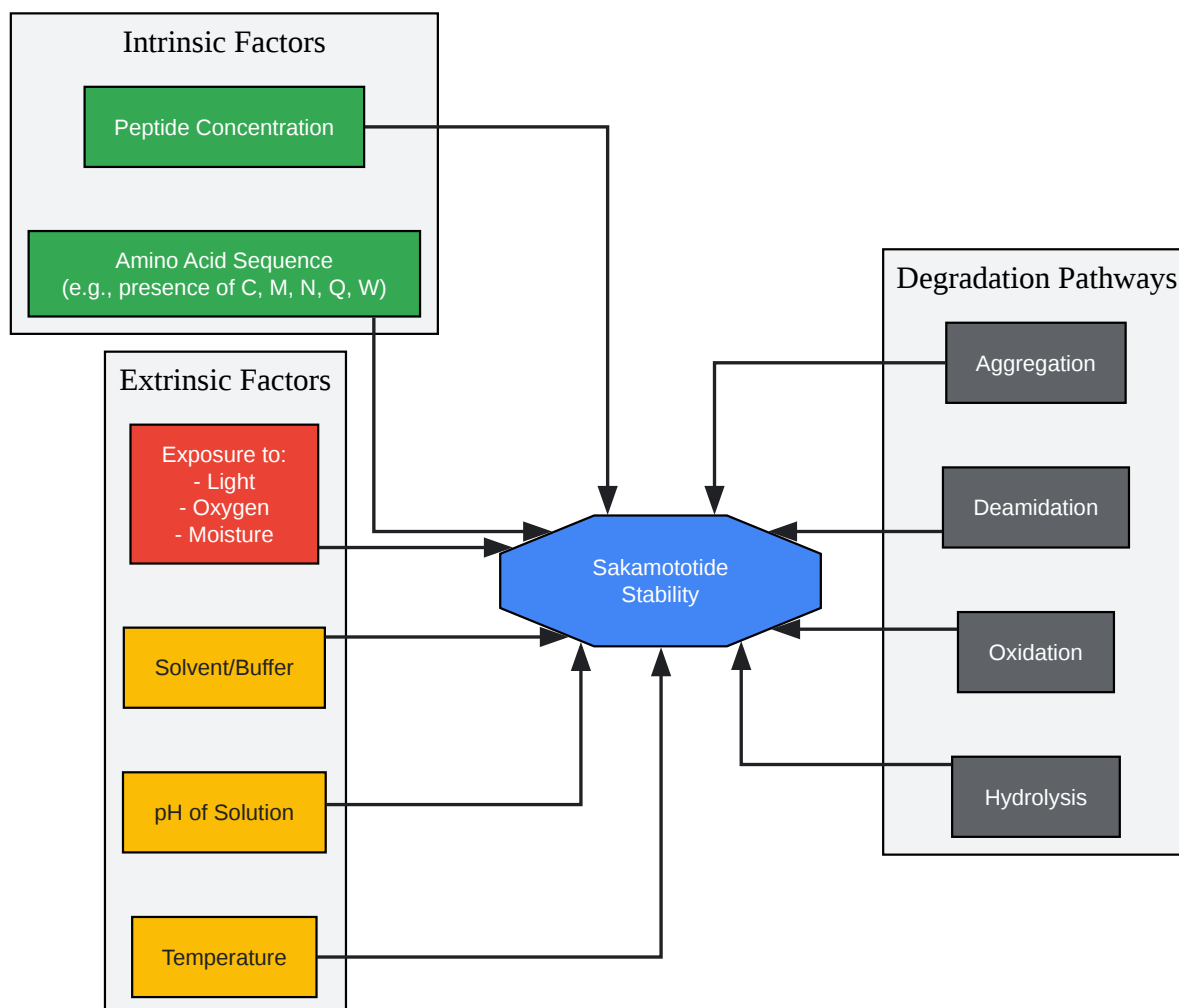 Intrinsic Factors
Peptide Concentration
Amino Acid Sequence
(e.g., presence of C, M, N, Q, W)
Extrinsic Factors
Exposure to:
- Light
- Oxygen
- Moisture
Solvent/Buffer
pH of Solution
Temperature
Sakamototide
Stability
Degradation Pathways
Aggregation
Deamidation
Oxidation
Hydrolysis